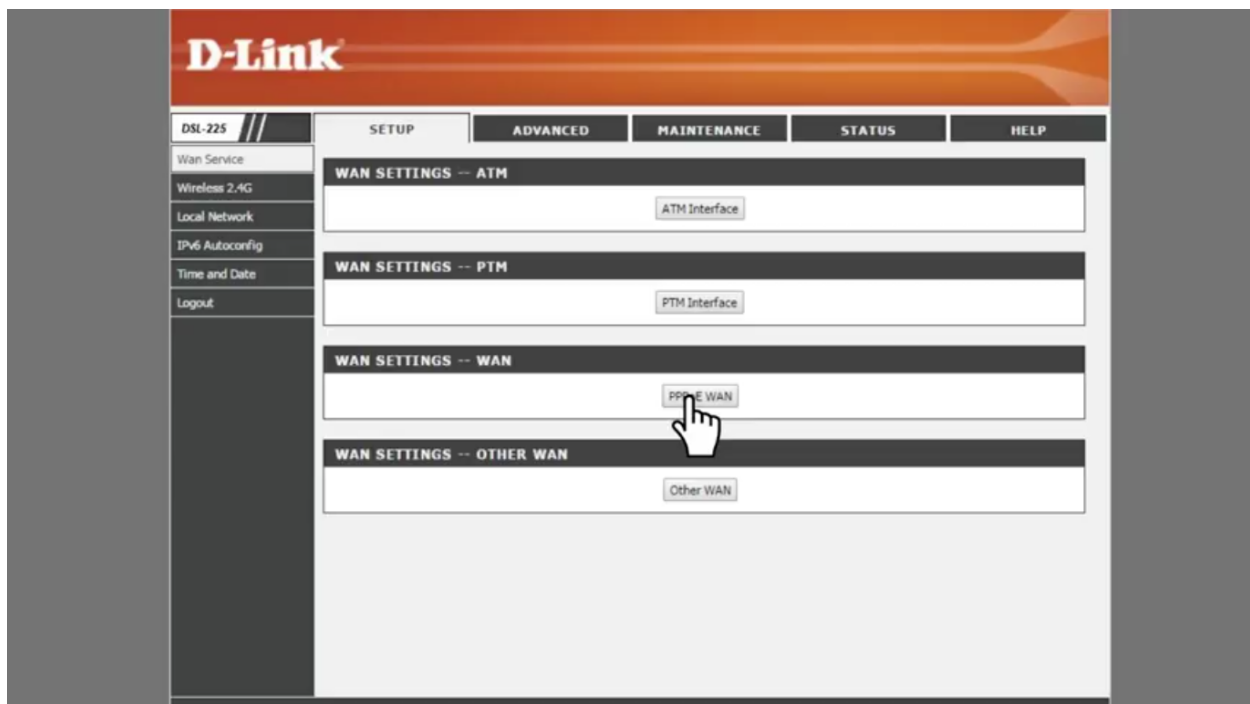 D-Link
DSL-225
SETUP ADVANCED MAINTENANCE STATUS HELP
Wan Service
Wireless 2.4G
Local Network
IPv6 Autoconfig
Time and Date
Logout
WAN SETTINGS -- ATM
ATM Interface
WAN SETTINGS -- PTM
PTM Interface
WAN SETTINGS -- WAN
PPPoE WAN
WAN SETTINGS -- OTHER WAN
Other WAN